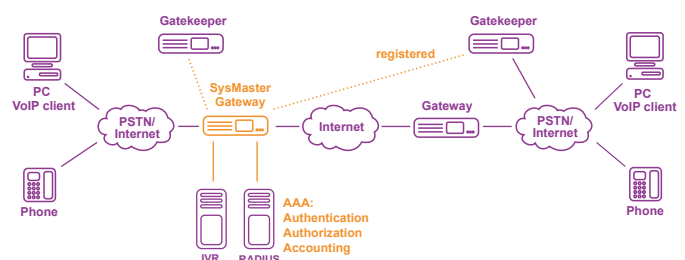 Gatekeeper
Gatekeeper
registered
PC
VoIP client
SysMaster
Gateway
PC
VoIP client
PSTN/
Internet
Internet
Gateway
PSTN/
Internet
Phone
Phone
AAA:
Authentication
Authorization
Accounting
IVR
RADIUS